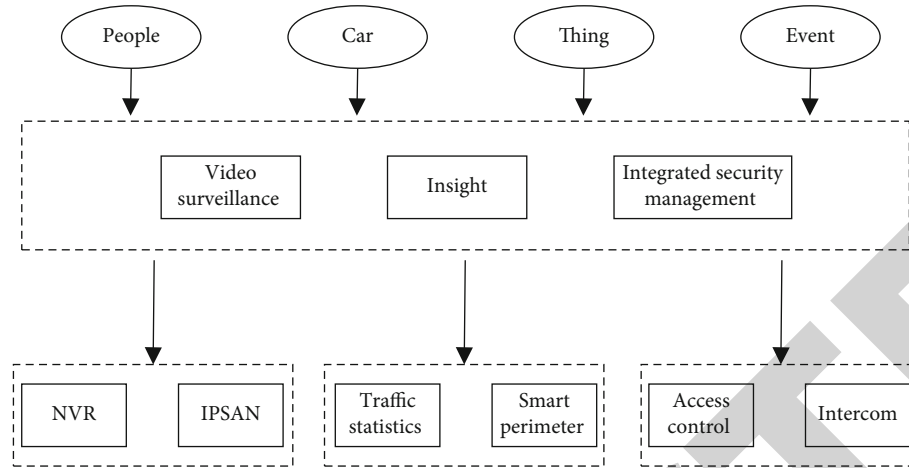 People
Car
Thing
Event
Video
surveillance
Insight
Integrated security
management
NVR
IPSAN
Traffic
statistics
Smart
perimeter
Access
control
Intercom